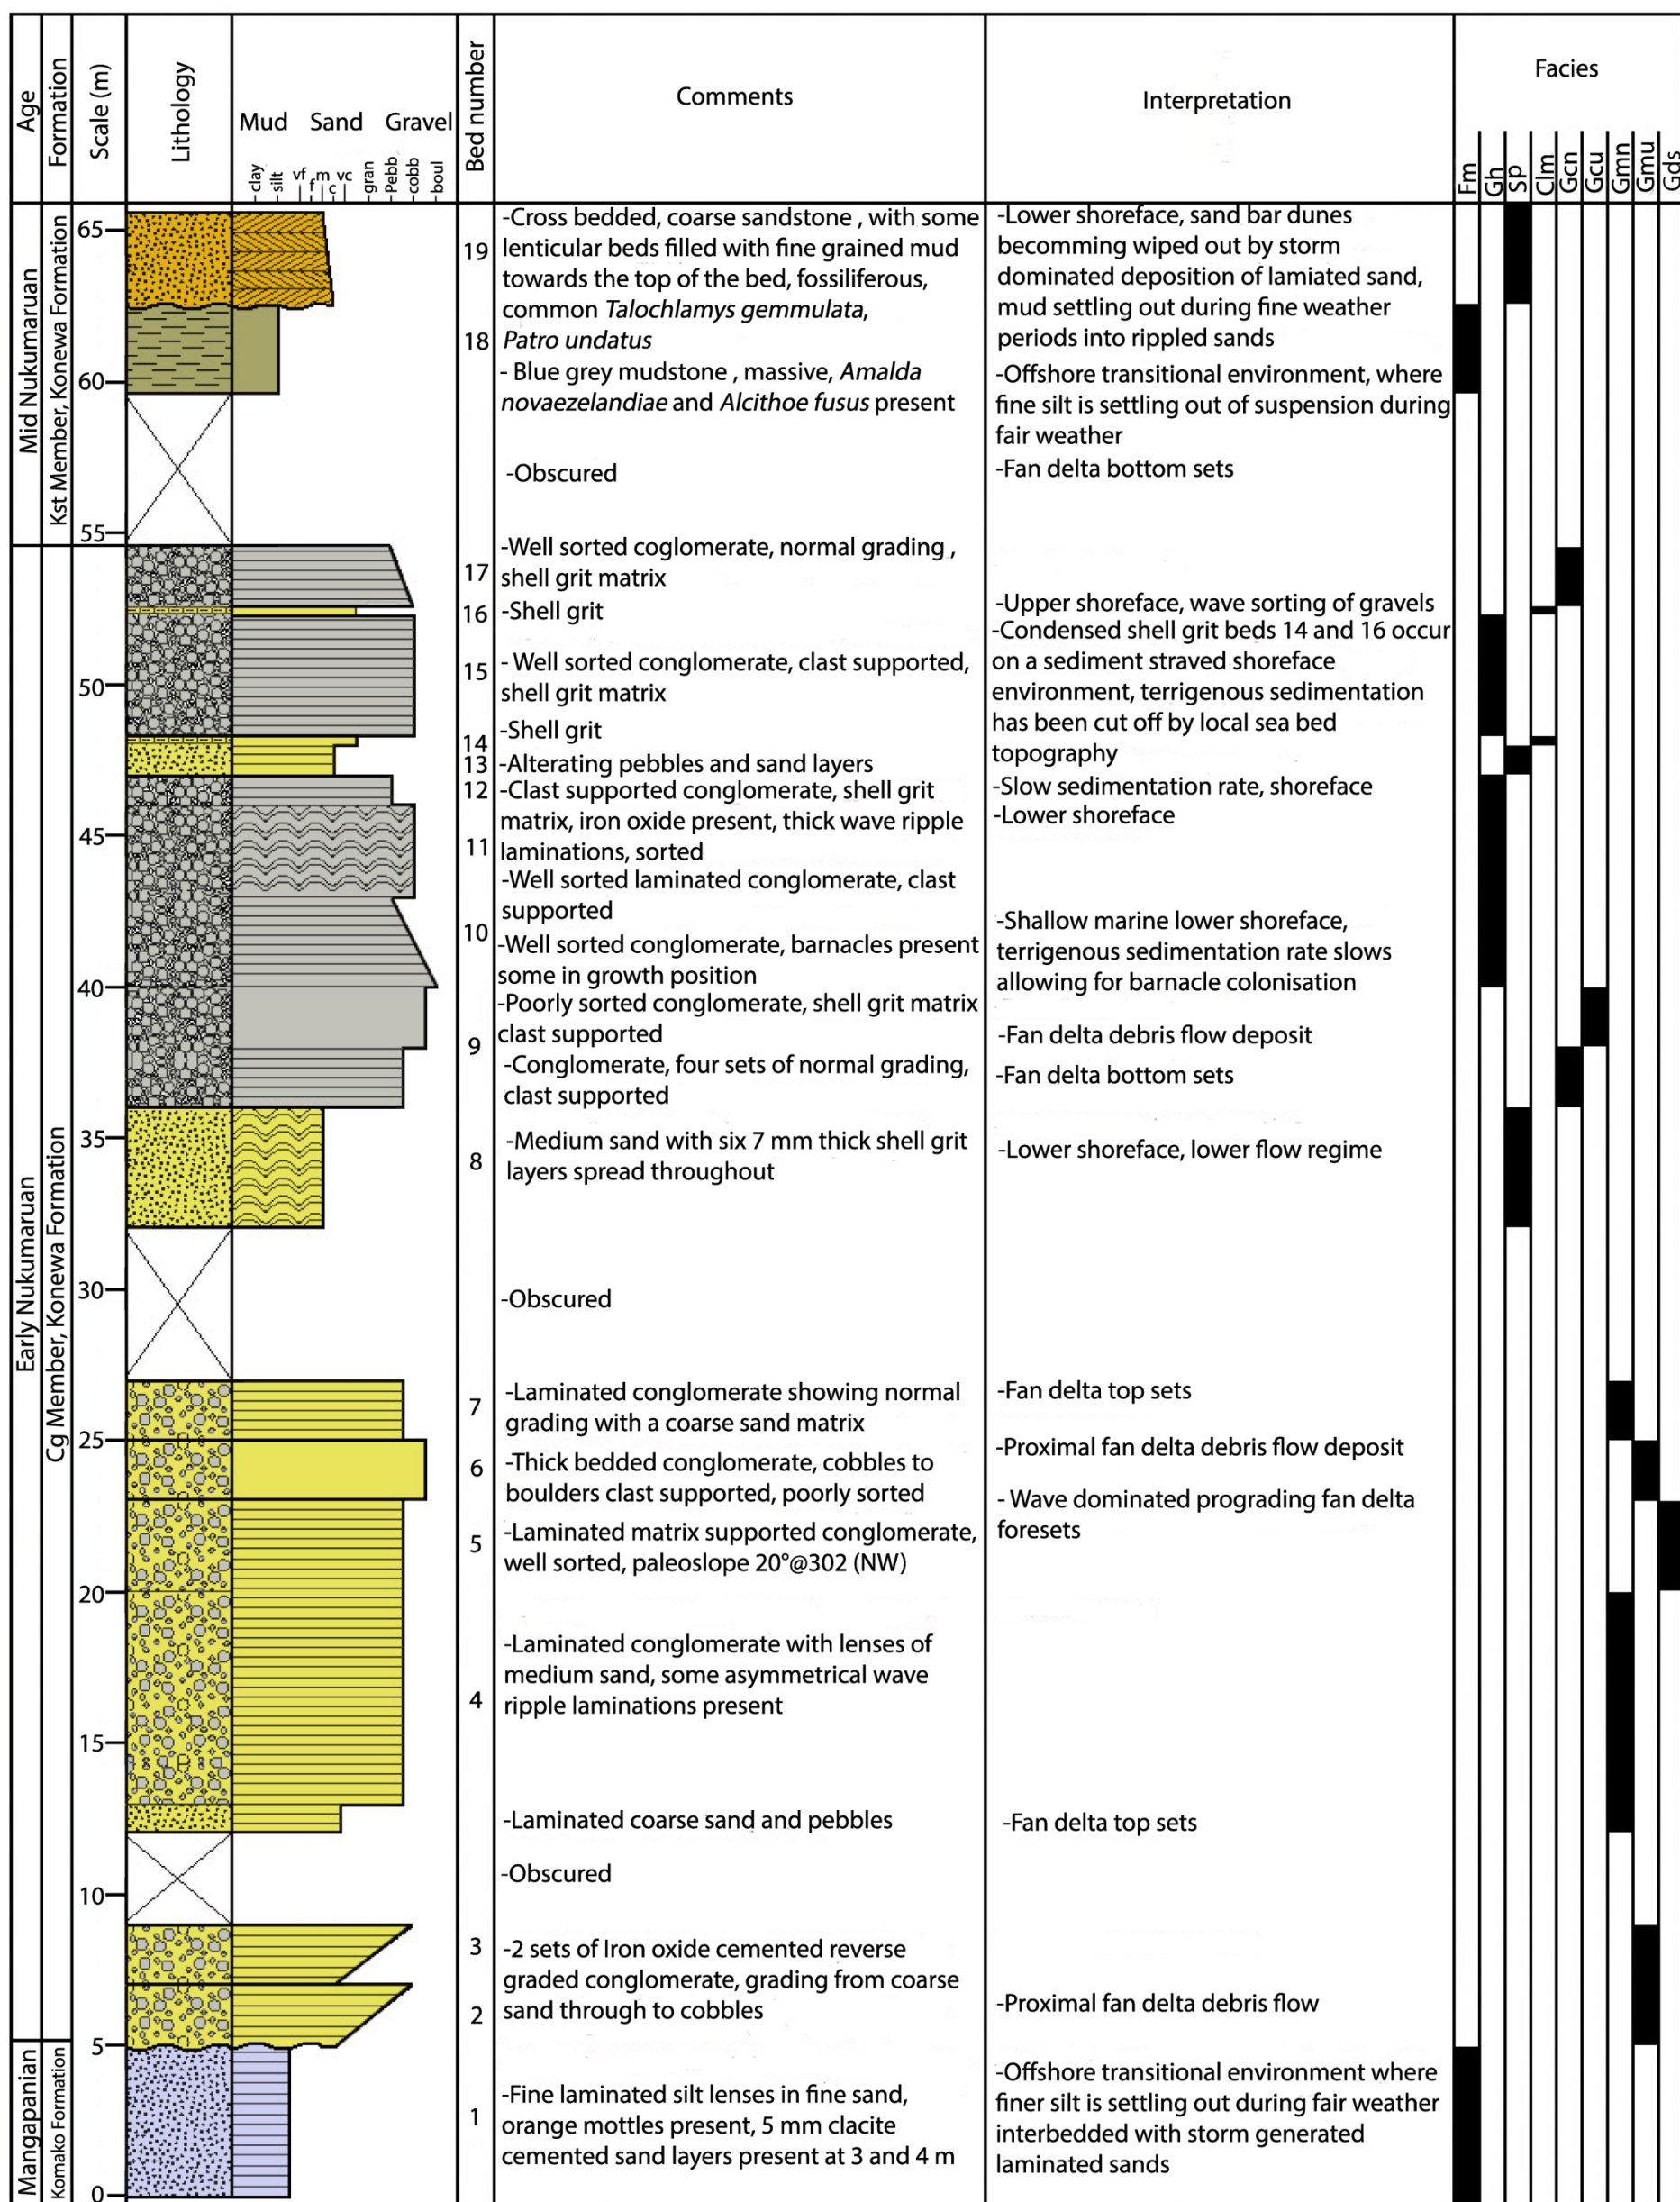 Age
Formation
Scale (m)
Lithology
Mud Sand Gravel
clay
silt
vf
f
m
c
vc
gran
Pebb
cobb
boul
Bed number
Comments
Interpretation
Facies
Fm
Gh
Sp
Clm
Gcn
Gcu
Gmn
Gmu
Gds
Mid Nukumaruan
Kst Member, Konewa Formation
Early Nukumaruan
Cg Member, Konewa Formation
Mangapanian
Komako Formation
65
60
55
50
45
40
35
30
25
20
15
10
5
0
19
18
17
16
15
14
13
12
11
10
9
8
7
6
5
4
3
2
1
-Cross bedded, coarse sandstone , with some
lenticular beds filled with fine grained mud
towards the top of the bed, fossiliferous,
common Talochlamys gemmulata,
Patro undatus
- Blue grey mudstone , massive, Amalda
novaezelandiae and Alcithoe fusus present
-Obscured
-Well sorted coglomerate, normal grading ,
shell grit matrix
-Shell grit
- Well sorted conglomerate, clast supported,
shell grit matrix
-Shell grit
-Alterating pebbles and sand layers
-Clast supported conglomerate, shell grit
matrix, iron oxide present, thick wave ripple
laminations, sorted
-Well sorted laminated conglomerate, clast
supported
-Well sorted conglomerate, barnacles present
some in growth position
-Poorly sorted conglomerate, shell grit matrix
clast supported
-Conglomerate, four sets of normal grading,
clast supported
-Medium sand with six 7 mm thick shell grit
layers spread throughout
-Obscured
-Laminated conglomerate showing normal
grading with a coarse sand matrix
-Thick bedded conglomerate, cobbles to
boulders clast supported, poorly sorted
-Laminated matrix supported conglomerate,
well sorted, paleoslope 20°@302 (NW)
-Laminated conglomerate with lenses of
medium sand, some asymmetrical wave
ripple laminations present
-Laminated coarse sand and pebbles
-Obscured
-2 sets of Iron oxide cemented reverse
graded conglomerate, grading from coarse
sand through to cobbles
-Fine laminated silt lenses in fine sand,
orange mottles present, 5 mm clacite
cemented sand layers present at 3 and 4 m
-Lower shoreface, sand bar dunes
becomming wiped out by storm
dominated deposition of lamiated sand,
mud settling out during fine weather
periods into rippled sands
-Offshore transitional environment, where
fine silt is settling out of suspension during
fair weather
-Fan delta bottom sets
-Upper shoreface, wave sorting of gravels
-Condensed shell grit beds 14 and 16 occur
on a sediment straved shoreface
environment, terrigenous sedimentation
has been cut off by local sea bed
topography
-Slow sedimentation rate, shoreface
-Lower shoreface
-Shallow marine lower shoreface,
terrigenous sedimentation rate slows
allowing for barnacle colonisation
-Fan delta debris flow deposit
-Fan delta bottom sets
-Lower shoreface, lower flow regime
-Fan delta top sets
-Proximal fan delta debris flow deposit
- Wave dominated prograding fan delta
foresets
-Fan delta top sets
-Proximal fan delta debris flow
-Offshore transitional environment where
finer silt is settling out during fair weather
interbedded with storm generated
laminated sands